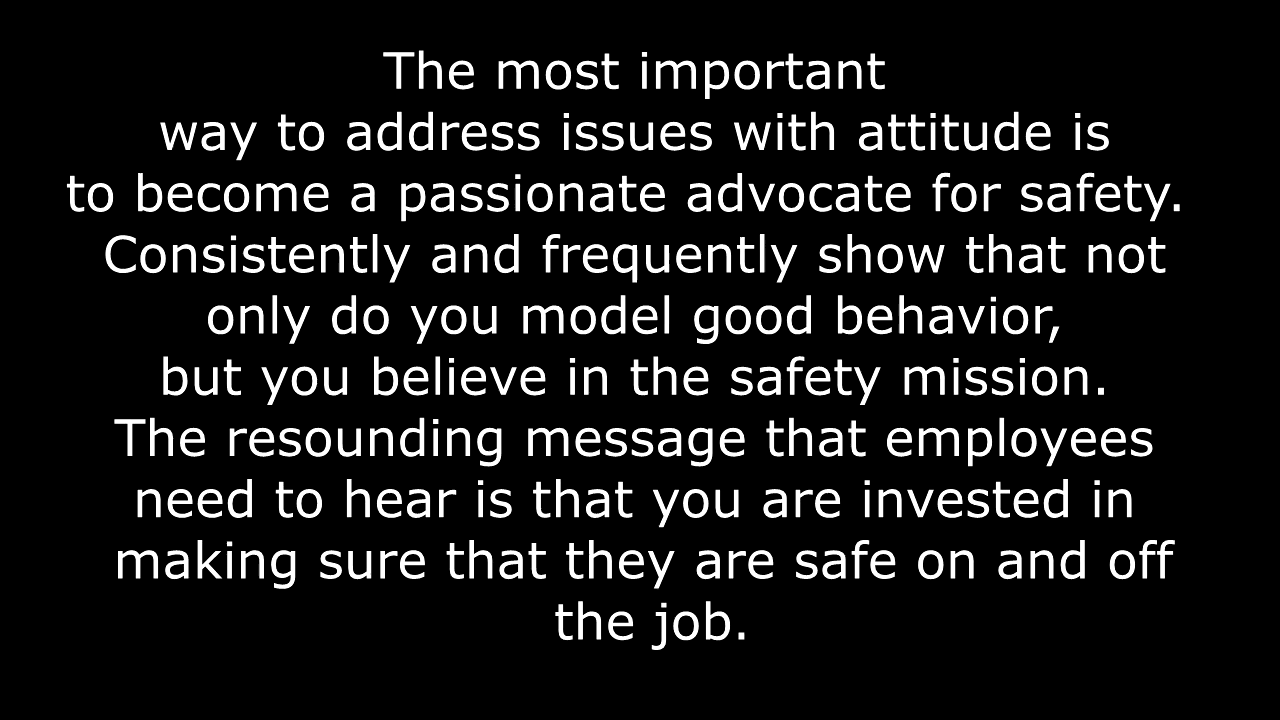 The most important
way to address issues with attitude is
to become a passionate advocate for safety.
Consistently and frequently show that not
only do you model good behavior,
but you believe in the safety mission.
The resounding message that employees
need to hear is that you are invested in
making sure that they are safe on and off
the job.